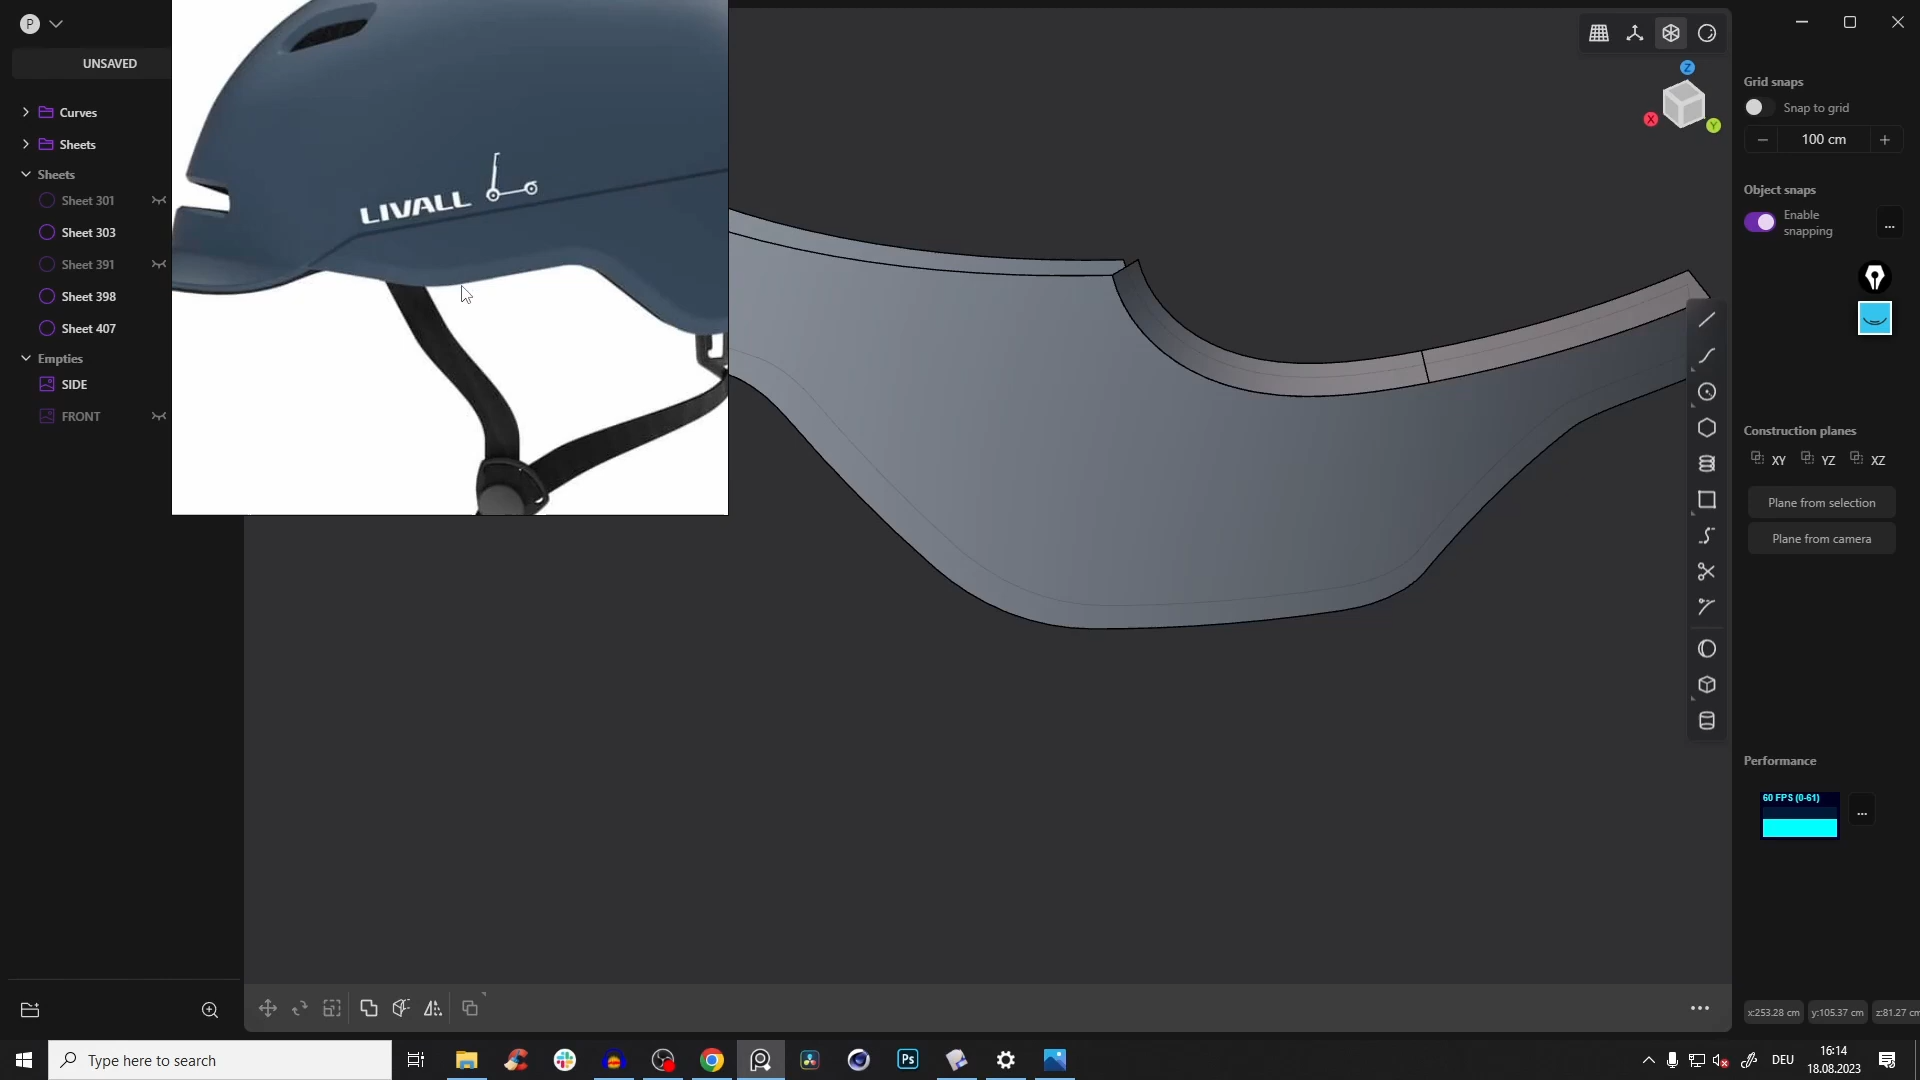 P
UNSAVED
Curves
Sheets
Sheets
Sheet 301
Sheet 303
Sheet 391
Sheet 398
Sheet 407
Empties
SIDE
FRONT
LIVALL
Z
X
Y
Grid snaps
Snap to grid
100 cm
Object snaps
Enable
snapping
...
Construction planes
XY
YZ
XZ
Plane from selection
Plane from camera
Performance
60 FPS (0-61)
...
x:253.28 cm
y:105.37 cm
z:81.27 cm
Type here to search
Ps
DEU
16:14
18.08.2023